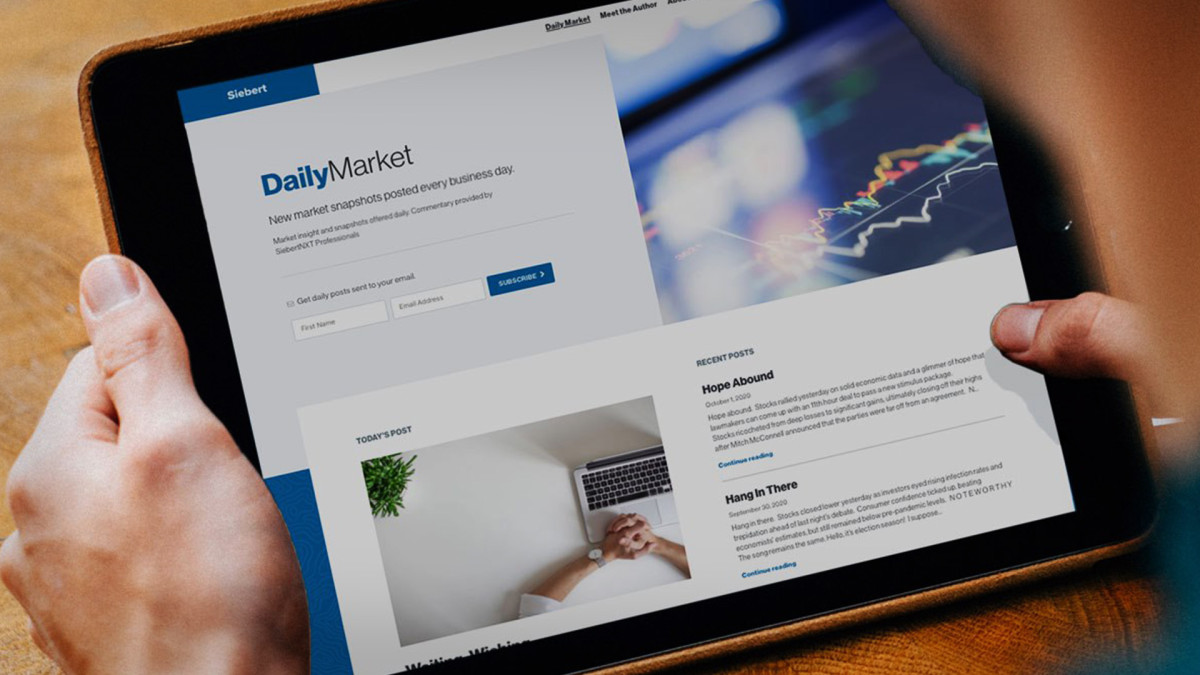 Siebert
Daily Market Meet the Author
DailyMarket
New market snapshots posted every business day.
Market insight and snapshots offered daily. Commentary provided by
SiebertNXT Professionals
Get daily posts sent to your email.
First Name
Email Address
SUBSCRIBE
TODAY'S POST
Waiting, Wishing
RECENT POSTS
Hope Abound
October 1, 2020
Hope abound. Stocks rallied yesterday on solid economic data and a glimmer of hope that
lawmakers can come up with an 11th hour deal to pass a new stimulus package.
Stocks ricocheted from deep losses to significant gains, ultimately closing off their highs
after Mitch McConnell announced that the parties were far off from an agreement. N...
Continue reading
Hang In There
September 30, 2020
Hang in there. Stocks closed lower yesterday as investors eyed rising infection rates and
trepidation ahead of last night's debate. Consumer confidence ticked up, beating
economists' estimates, but still remained below pre-pandemic levels. NOTEWORTHY
The song remains the same. Hello, it's election season! I suppose...
Continue reading